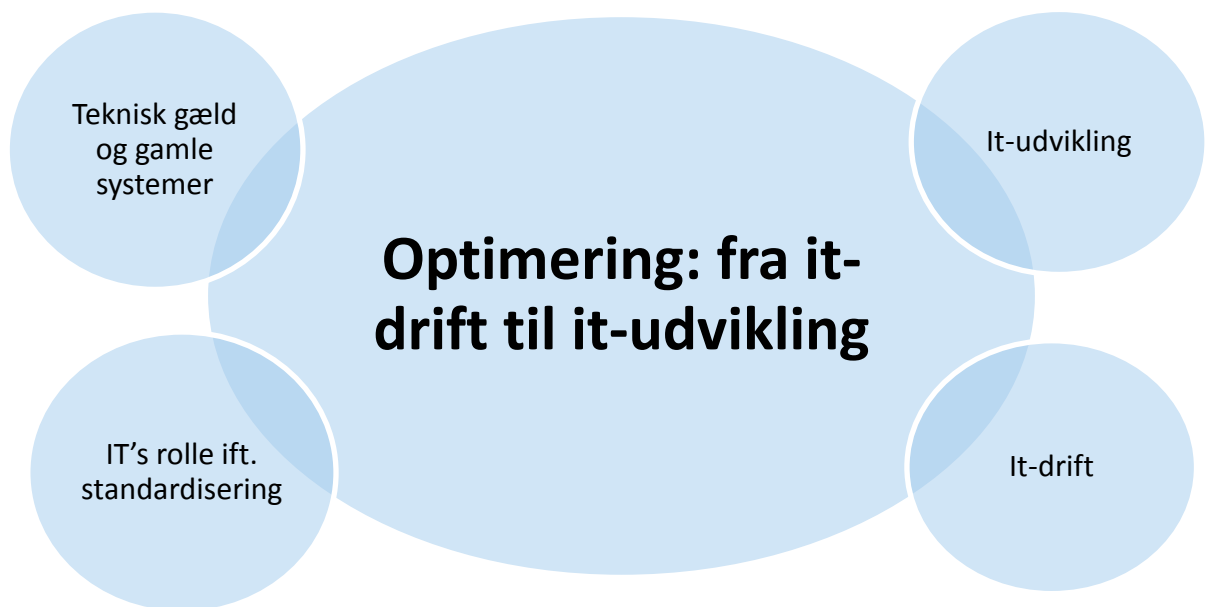 Teknisk gæld
og gamle
systemer
It-udvikling
Optimering: fra it-
drift til it-udvikling
IT’s rolle ift.
standardisering
It-drift